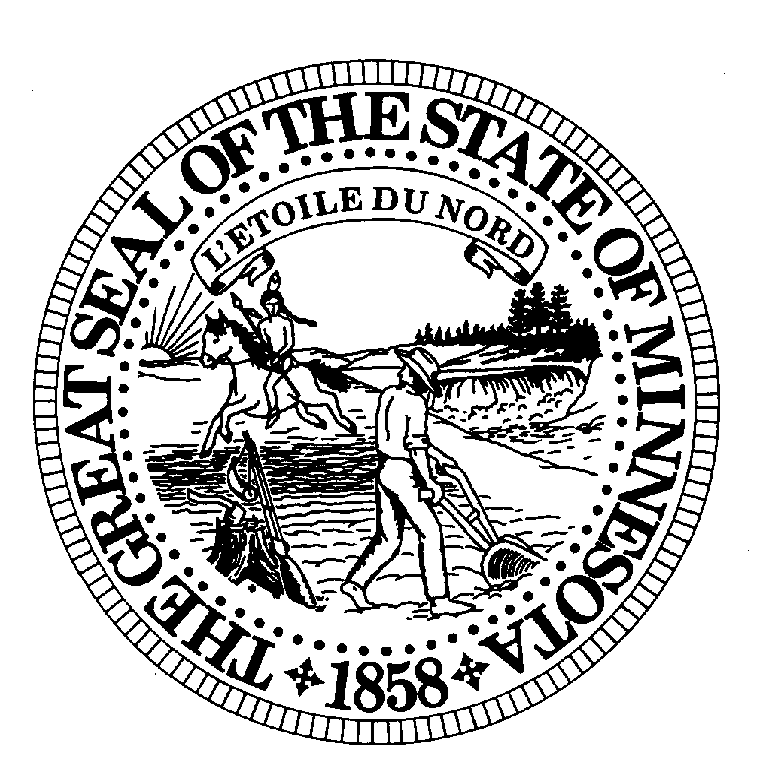 THE GREAT SEAL OF THE STATE OF MINNESOTA
L'ETOILE DU NORD
1858